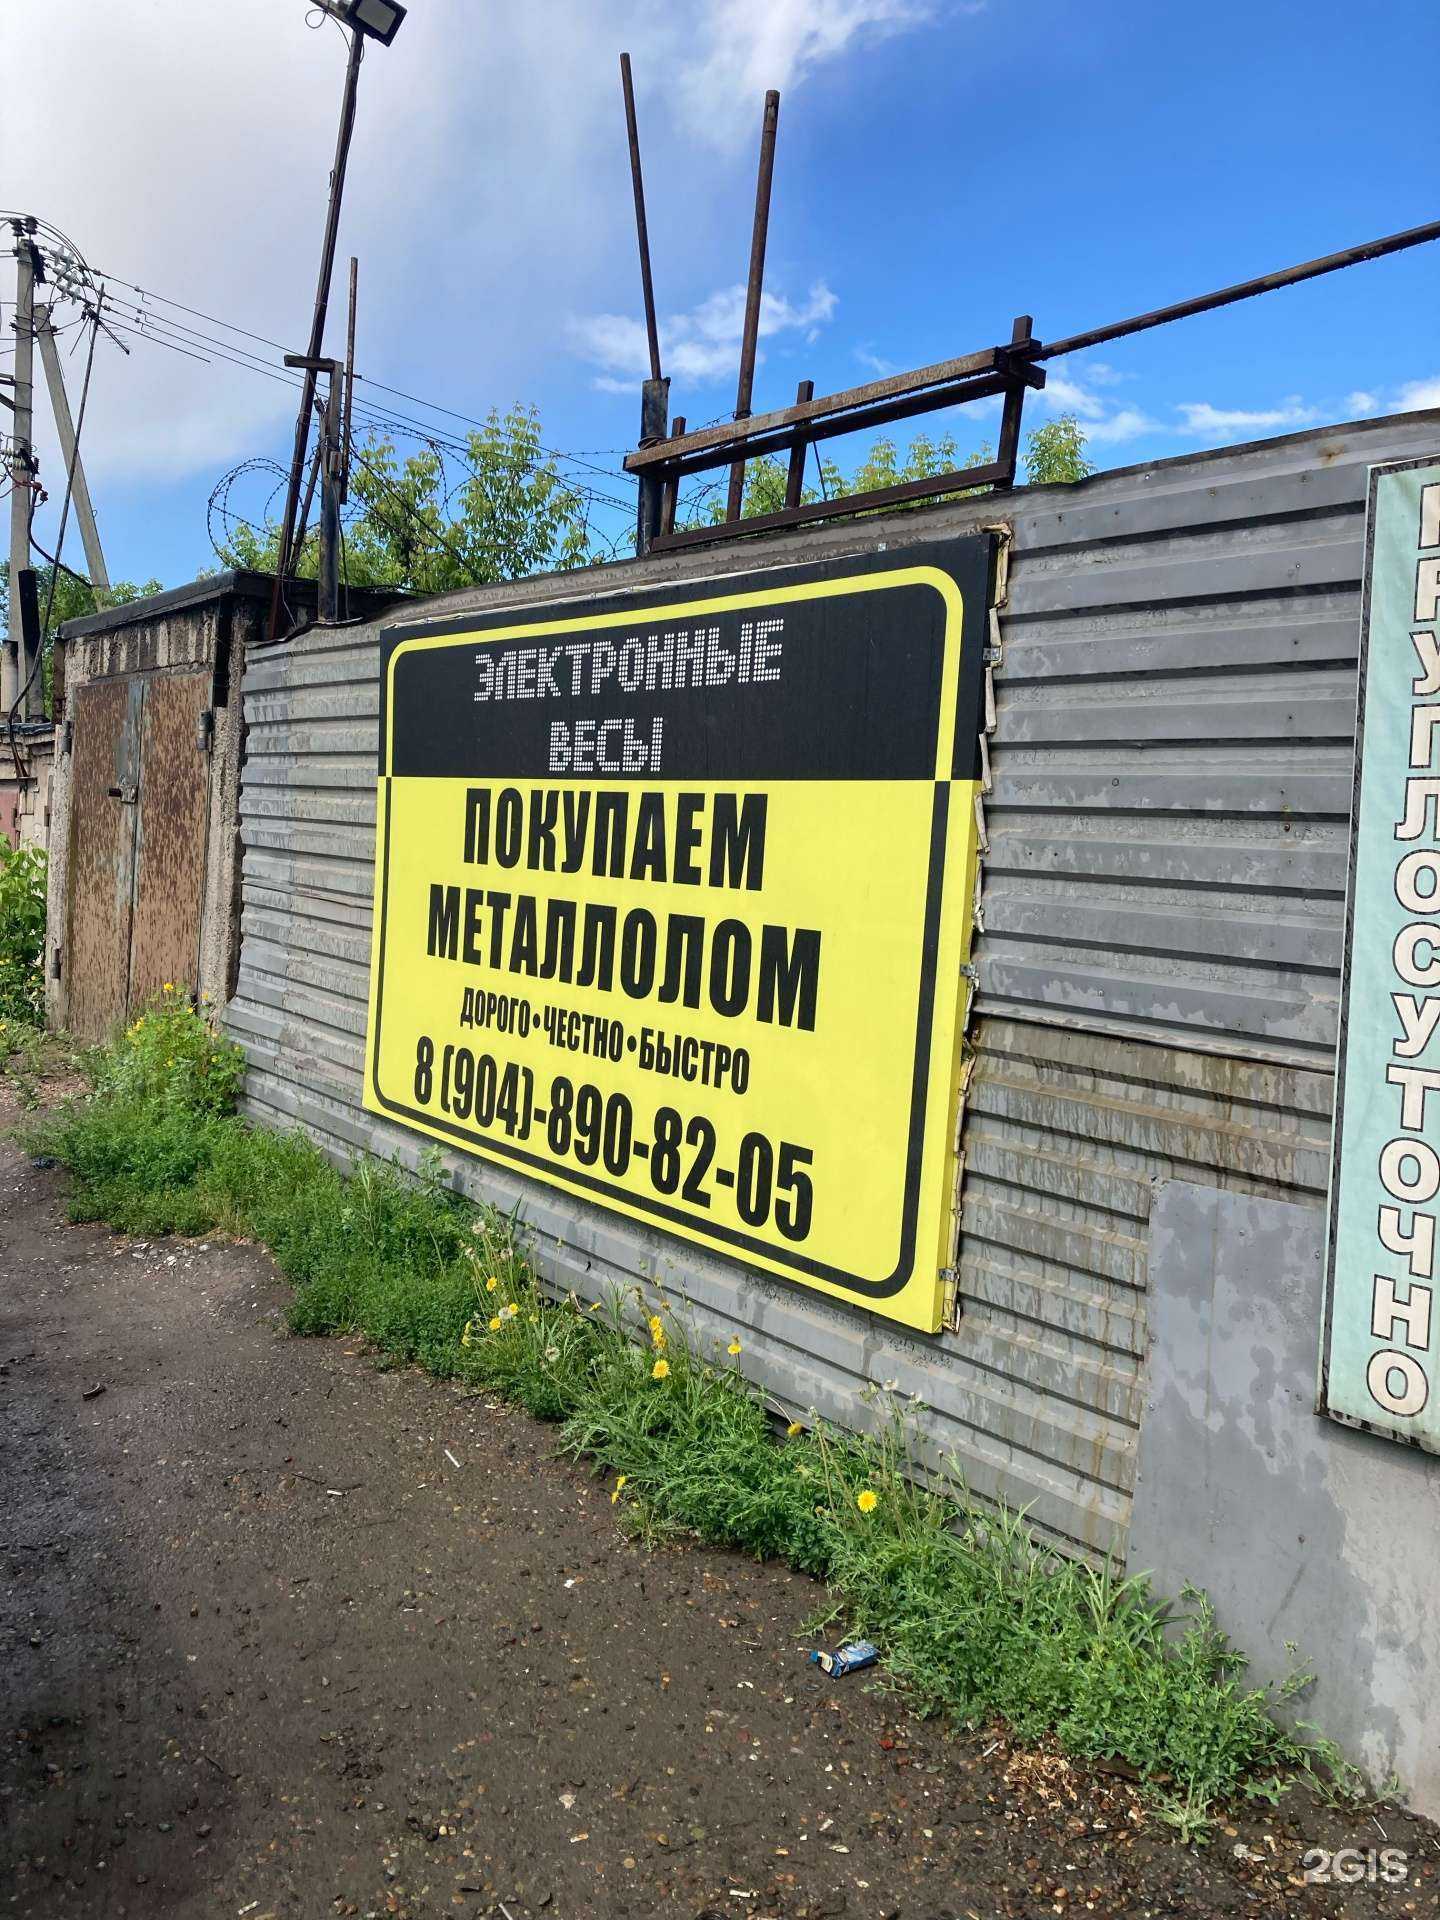 ЭЛЕКТРОННЫЕ
ВЕСЫ
ПОКУПАЕМ
МЕТАЛЛОЛОМ
ДОРОГО•ЧЕСТНО•БЫСТРО
8 (904)-890-82-05
КРУГЛОСУТОЧНО
2GIS